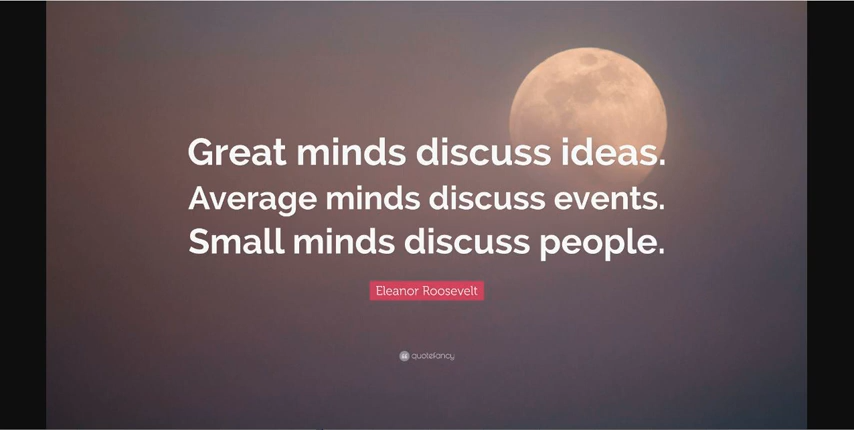 Great minds discuss ideas.
Average minds discuss events.
Small minds discuss people.
Eleanor Roosevelt
quotefancy